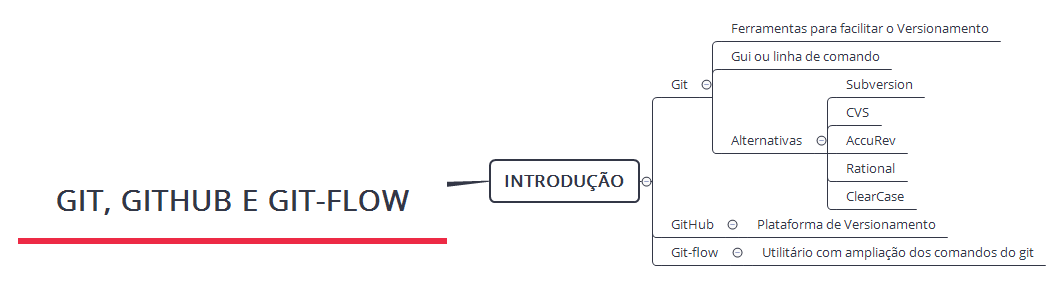 GIT, GITHUB E GIT-FLOW
INTRODUÇÃO
Git
Ferramentas para facilitar o Versionamento
Gui ou linha de comando
Alternativas
Subversion
CVS
AccuRev
Rational
ClearCase
GitHub
Plataforma de Versionamento
Git-flow
Utilitário com ampliação dos comandos do git